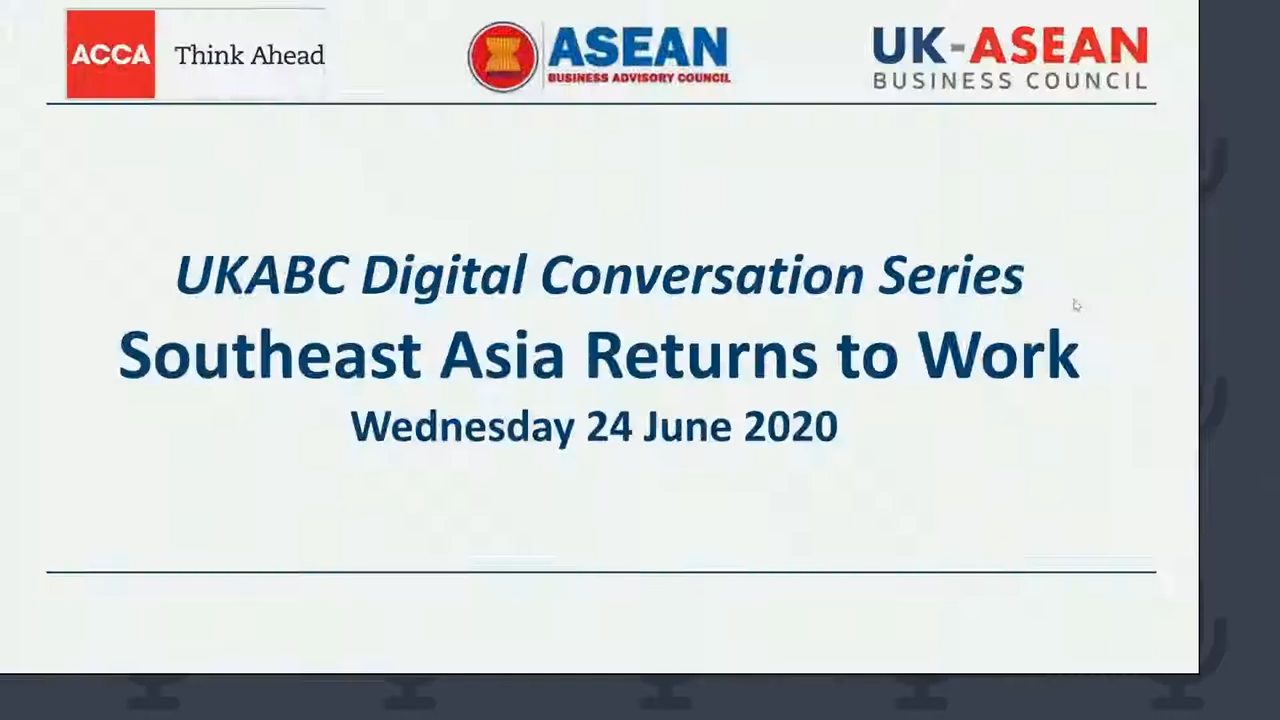 ACCA Think Ahead
ASEAN
BUSINESS ADVISORY COUNCIL
UK-ASEAN
BUSINESS COUNCIL
UKABC Digital Conversation Series
Southeast Asia Returns to Work
Wednesday 24 June 2020